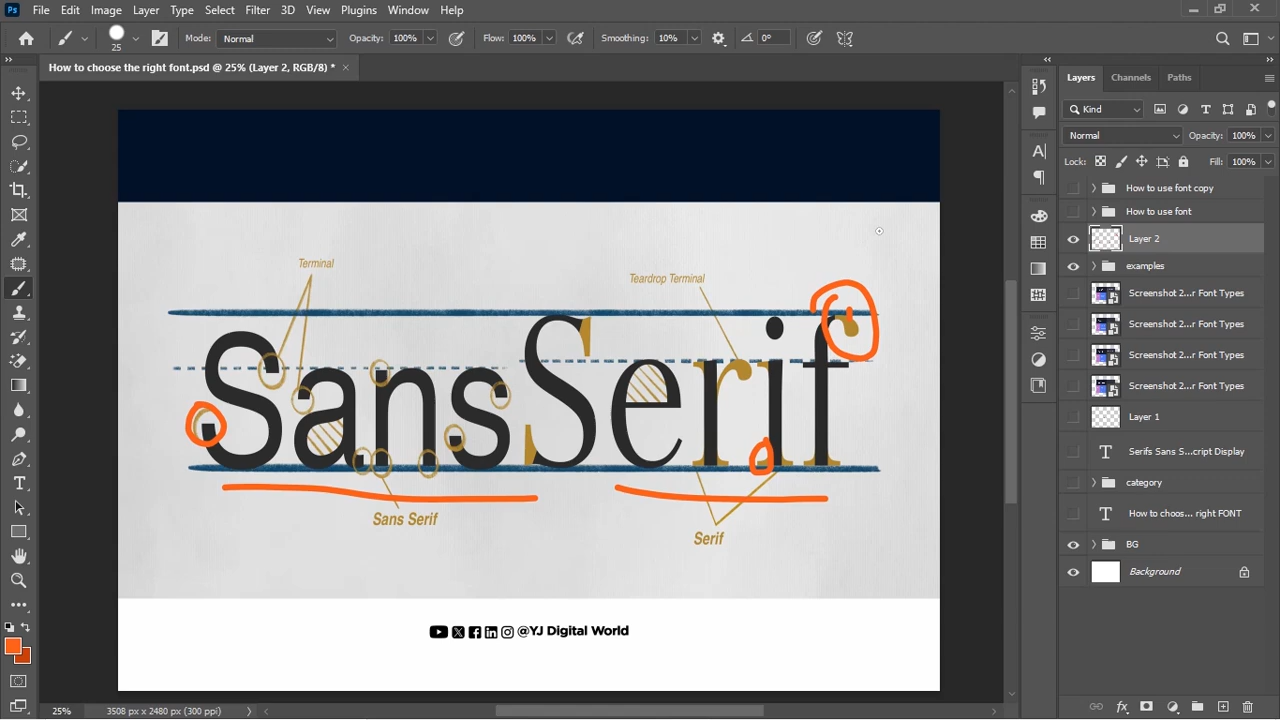 Ps File Edit Image Layer Type Select Filter 3D View Plugins Window Help
25 Mode: Normal Opacity: 100% Flow: 100% Smoothing: 10% 0°
How to choose the right font.psd @ 25% (Layer 2, RGB/8) *
Terminal
Teardrop Terminal
Sans Serif
Sans Serif
Serif
@YJ Digital World
25% 3508 px x 2480 px (300 ppi)
Layers Channels Paths
Kind
Normal Opacity: 100%
Lock: Fill: 100%
How to use font copy
How to use font
Layer 2
examples
Screenshot 2...r Font Types
Screenshot 2...r Font Types
Screenshot 2...r Font Types
Screenshot 2...r Font Types
Layer 1
Serifs Sans S...cript Display
category
How to choos... right FONT
BG
Background